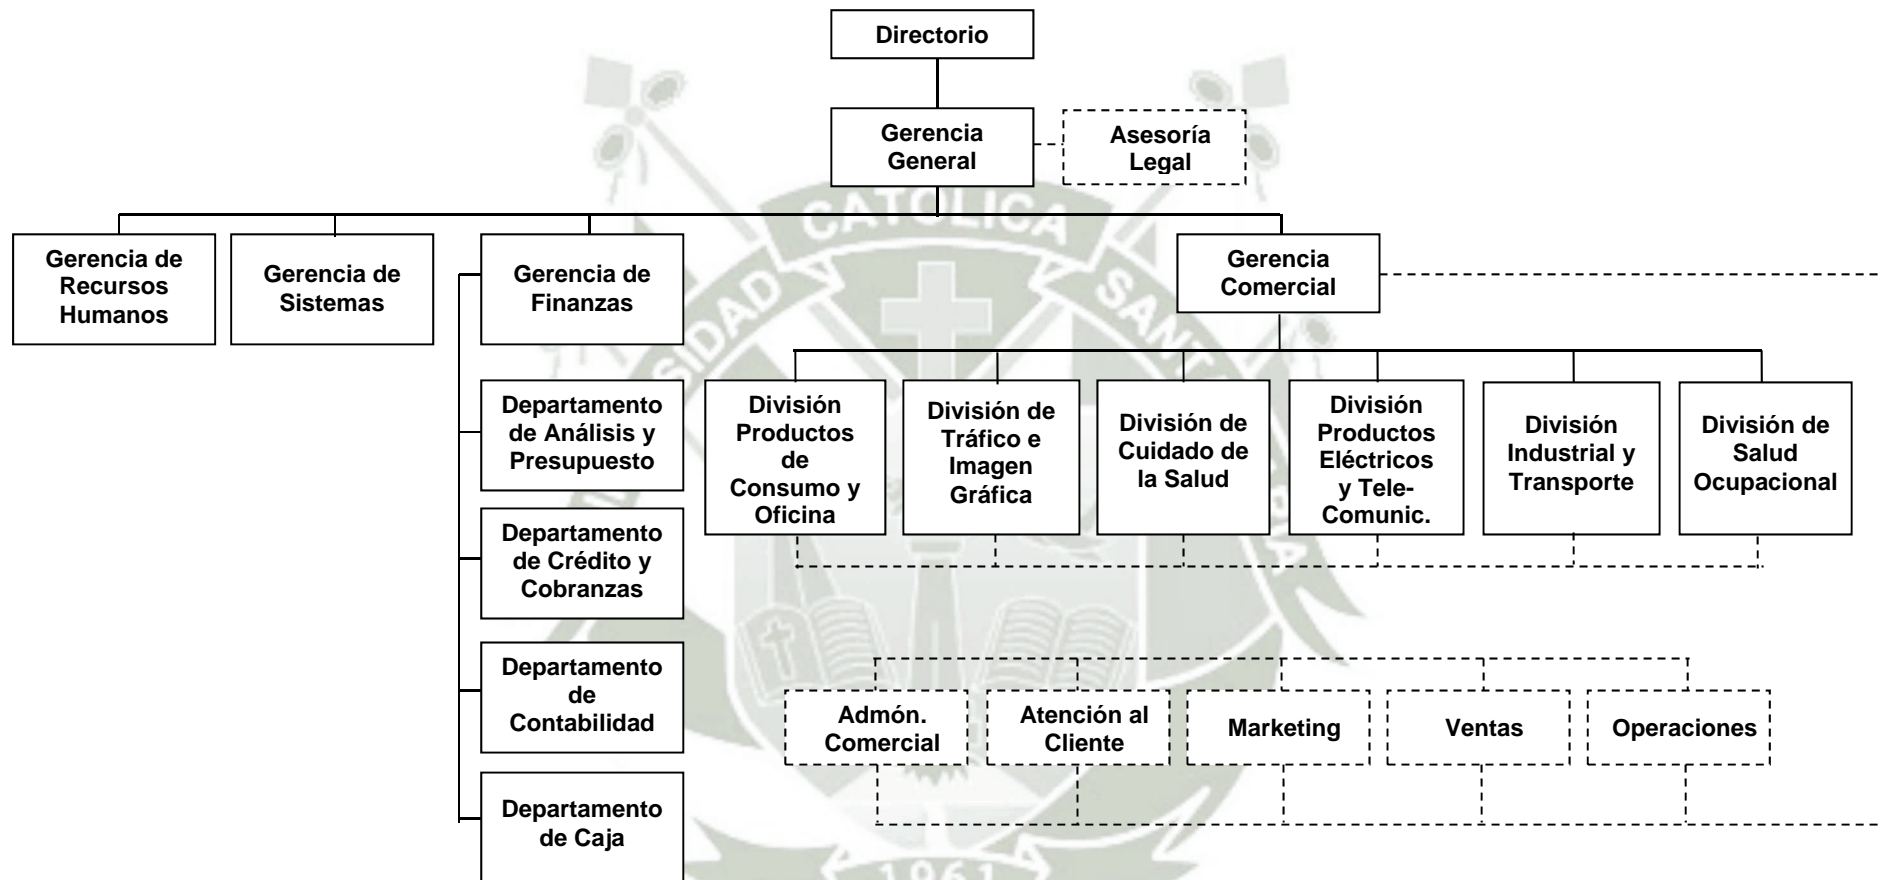 Directorio
Gerencia
General
Asesoría
Legal
Gerencia de
Recursos
Humanos
Gerencia de
Sistemas
Gerencia de
Finanzas
Gerencia
Comercial
Departamento
de Análisis y
Presupuesto
Departamento
de Crédito y
Cobranzas
Departamento
de
Contabilidad
Departamento
de Caja
División
Productos
de
Consumo y
Oficina
División de
Tráfico e
Imagen
Gráfica
División de
Cuidado de
la Salud
División
Productos
Eléctricos
y Tele-
Comunic.
División
Industrial y
Transporte
División de
Salud
Ocupacional
Admón.
Comercial
Atención al
Cliente
Marketing
Ventas
Operaciones
CATOLICA
1961